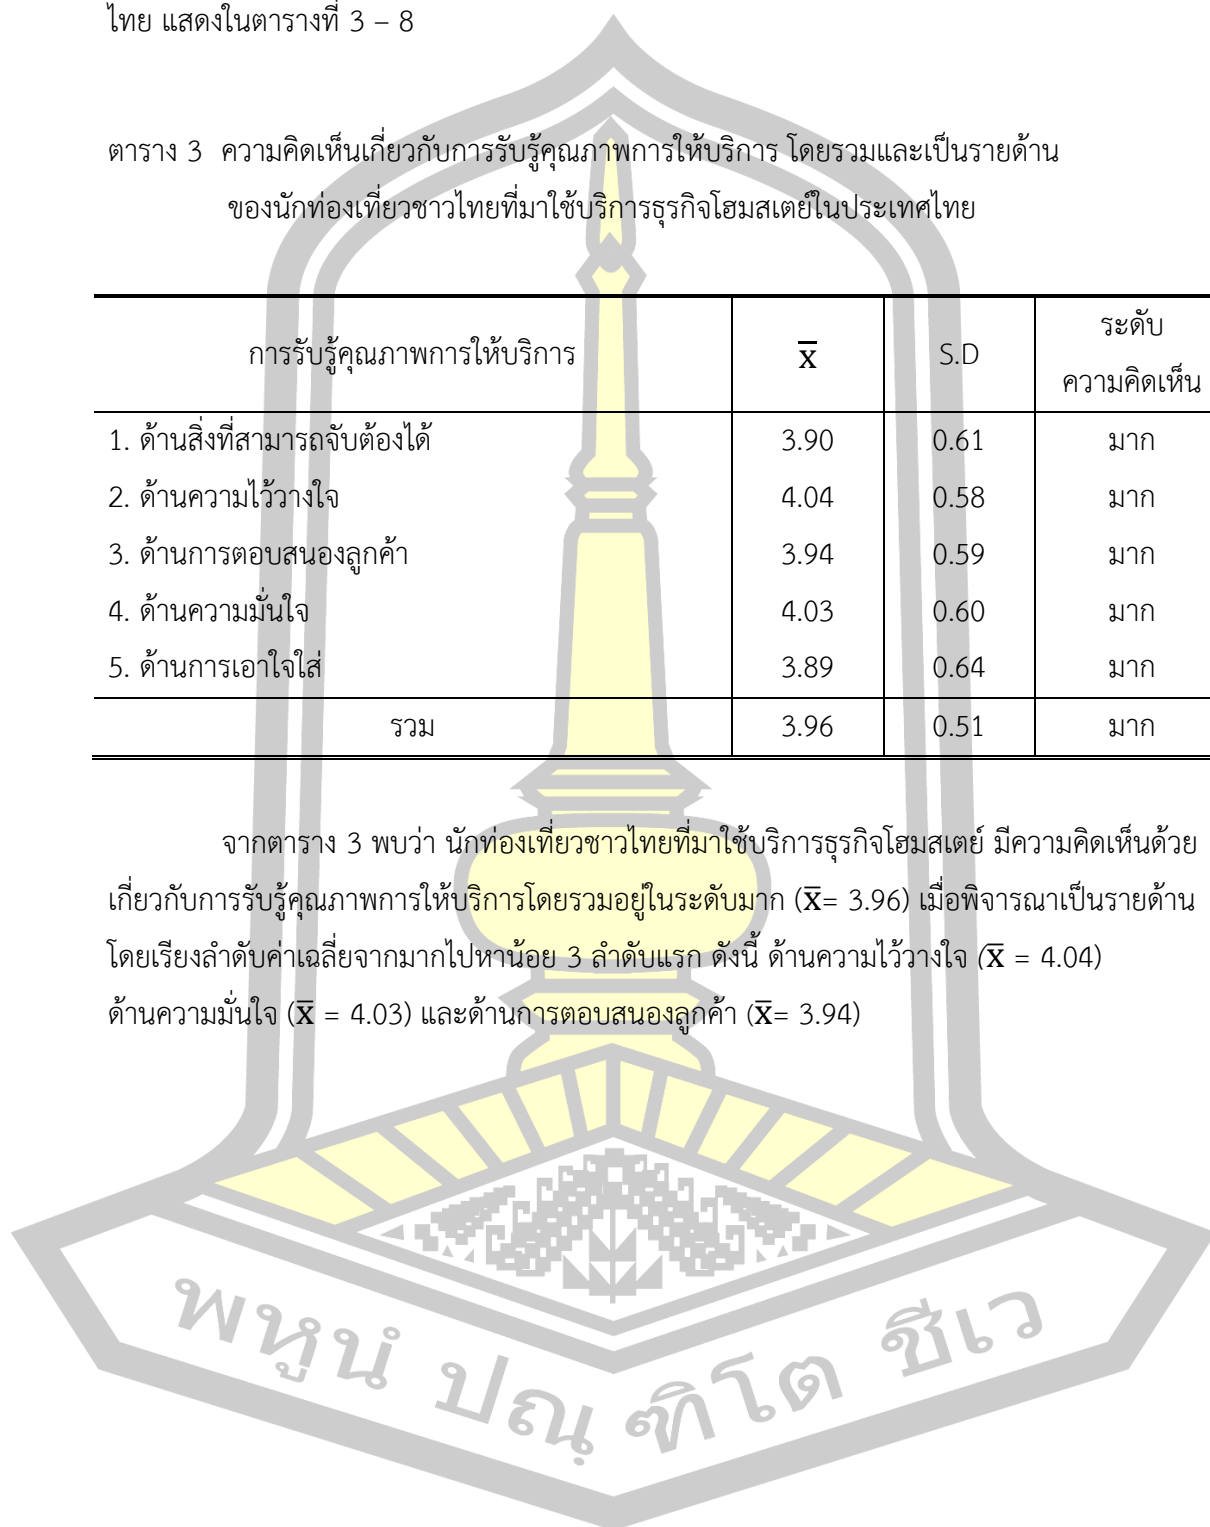 ไทย แสดงในตารางที่ 3 – 8
ตาราง 3 ความคิดเห็นเกี่ยวกับการรับรู้คุณภาพการให้บริการ โดยรวมและเป็นรายด้าน
ของนักท่องเที่ยวชาวไทยที่มาใช้บริการธุรกิจโฮมสเตย์ในประเทศไทย
การรับรู้คุณภาพการให้บริการ x̅ S.D ระดับ
ความคิดเห็น
1. ด้านสิ่งที่สามารถจับต้องได้ 3.90 0.61 มาก
2. ด้านความไว้วางใจ 4.04 0.58 มาก
3. ด้านการตอบสนองลูกค้า 3.94 0.59 มาก
4. ด้านความมั่นใจ 4.03 0.60 มาก
5. ด้านการเอาใจใส่ 3.89 0.64 มาก
รวม 3.96 0.51 มาก
จากตาราง 3 พบว่า นักท่องเที่ยวชาวไทยที่มาใช้บริการธุรกิจโฮมสเตย์ มีความคิดเห็นด้วย
เกี่ยวกับการรับรู้คุณภาพการให้บริการโดยรวมอยู่ในระดับมาก (x̅= 3.96) เมื่อพิจารณาเป็นรายด้าน
โดยเรียงลำดับค่าเฉลี่ยจากมากไปหาน้อย 3 ลำดับแรก ดังนี้ ด้านความไว้วางใจ (x̅ = 4.04)
ด้านความมั่นใจ (x̅ = 4.03) และด้านการตอบสนองลูกค้า (x̅= 3.94)
พหูนํ ปณฺฑิโต ชีเว